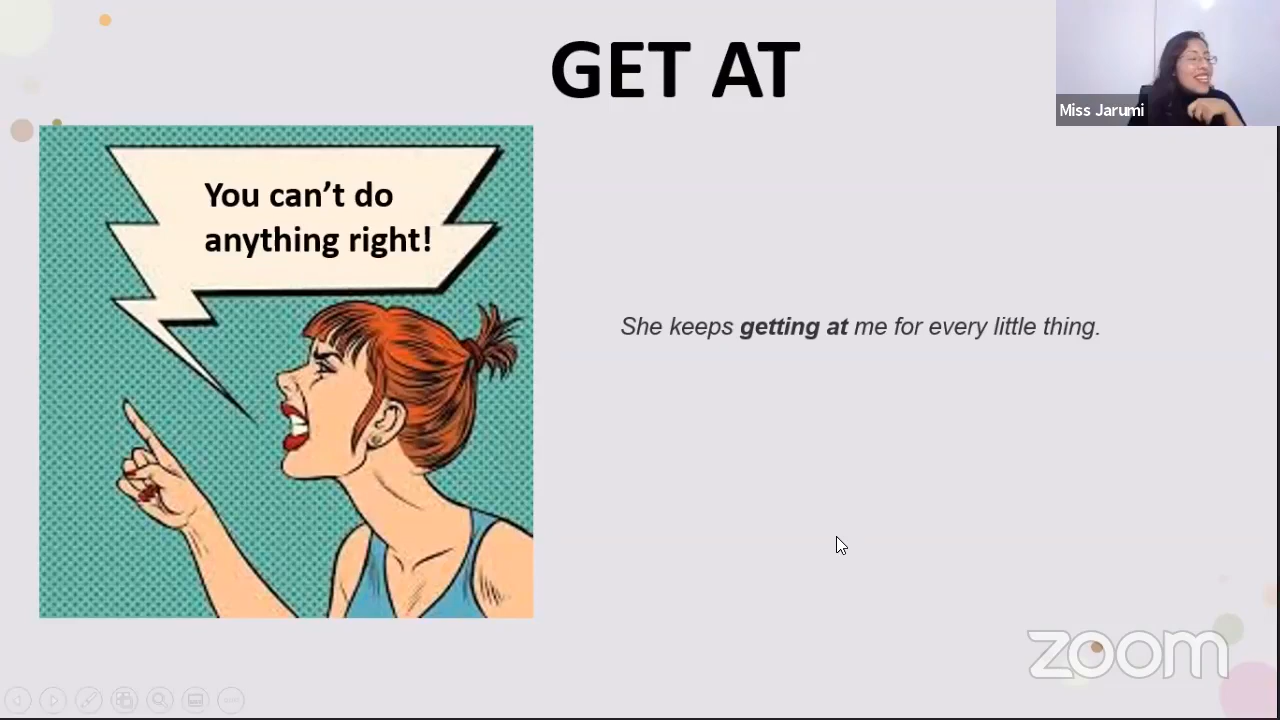 GET AT
Miss Jarumi
You can't do
anything right!
She keeps getting at me for every little thing.
zoom